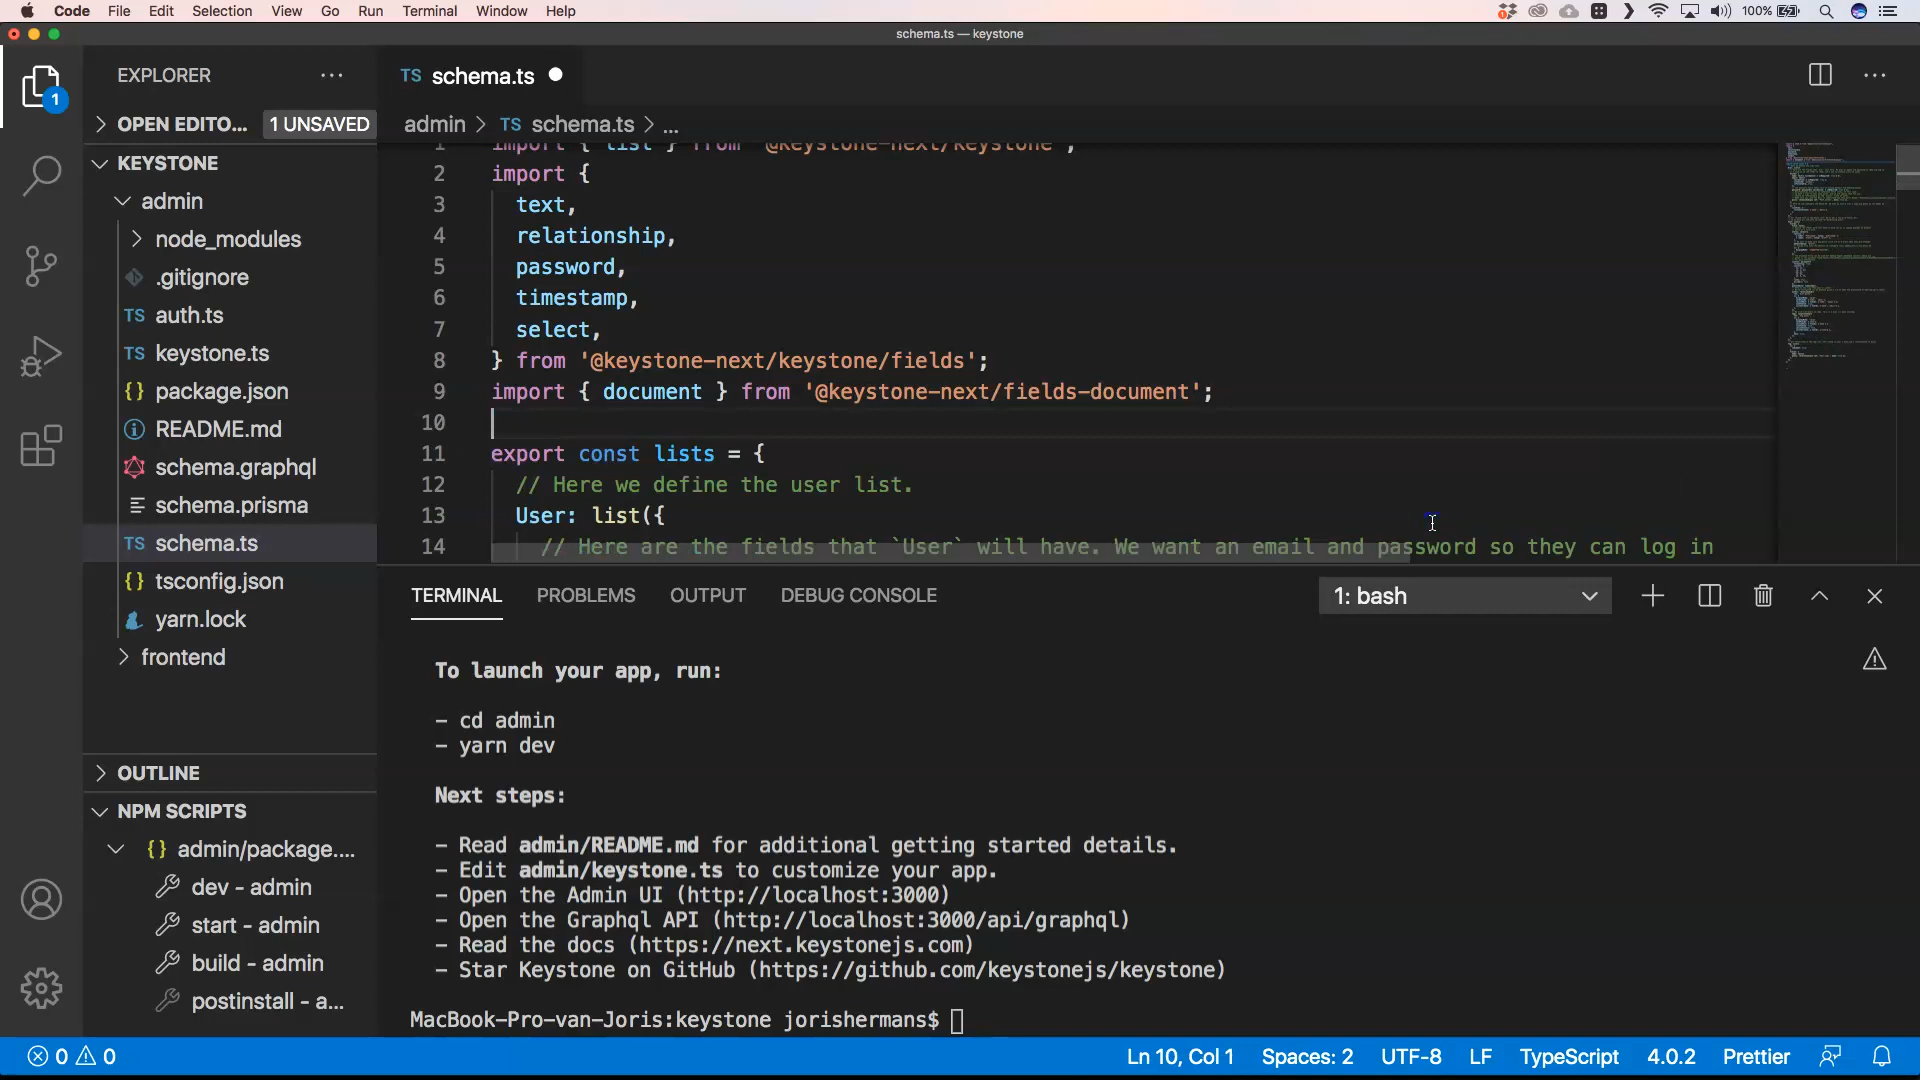 Code File Edit Selection View Go Run Terminal Window Help 100%
schema.ts — keystone
EXPLORER
TS schema.ts
1
OPEN EDITO... 1 UNSAVED
admin > TS schema.ts > ...
KEYSTONE
admin
node_modules
.gitignore
TS auth.ts
TS keystone.ts
{} package.json
README.md
schema.graphql
schema.prisma
TS schema.ts
{} tsconfig.json
yarn.lock
frontend
OUTLINE
NPM SCRIPTS
{} admin/package....
dev - admin
start - admin
build - admin
postinstall - a...
1 import { list } from '@keystone-next/keystone';
2 import {
3 text,
4 relationship,
5 password,
6 timestamp,
7 select,
8 } from '@keystone-next/keystone/fields';
9 import { document } from '@keystone-next/fields-document';
10
11 export const lists = {
12 // Here we define the user list.
13 User: list({
14 // Here are the fields that `User` will have. We want an email and password so they can log in
TERMINAL PROBLEMS OUTPUT DEBUG CONSOLE 1: bash
To launch your app, run:
– cd admin
– yarn dev
Next steps:
– Read admin/README.md for additional getting started details.
– Edit admin/keystone.ts to customize your app.
– Open the Admin UI (http://localhost:3000)
– Open the Graphql API (http://localhost:3000/api/graphql)
– Read the docs (https://next.keystonejs.com)
– Star Keystone on GitHub (https://github.com/keystonejs/keystone)
MacBook-Pro-van-Joris:keystone jorishermans$
0 0 Ln 10, Col 1 Spaces: 2 UTF-8 LF TypeScript 4.0.2 Prettier